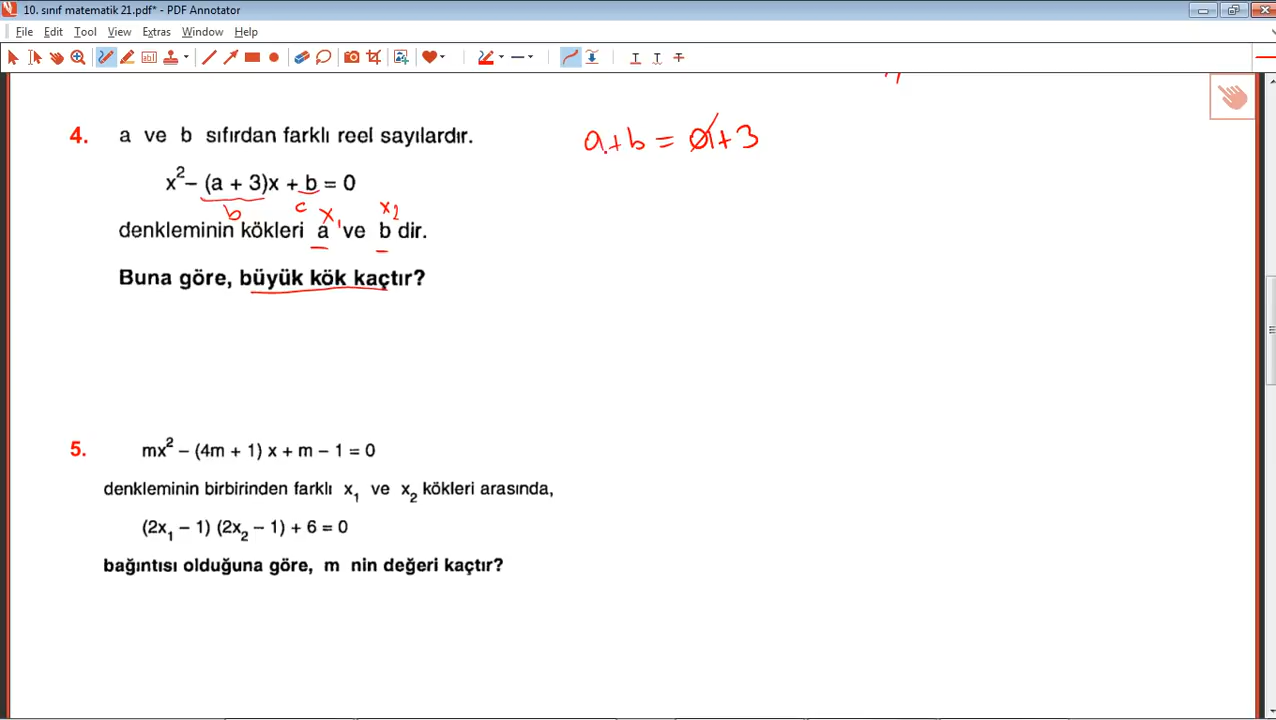 10. sınıf matematik 21.pdf* - PDF Annotator
File Edit Tool View Extras Window Help
4. a ve b sıfırdan farklı reel sayılardır.
a+b = a+3
x² – (a + 3)x + b = 0
b c x₁ x₂
denkleminin kökleri a ve b dir.
Buna göre, büyük kök kaçtır?
5. mx² – (4m + 1) x + m – 1 = 0
denkleminin birbirinden farklı x₁ ve x₂ kökleri arasında,
(2x₁ – 1) (2x₂ – 1) + 6 = 0
bağıntısı olduğuna göre, m nin değeri kaçtır?